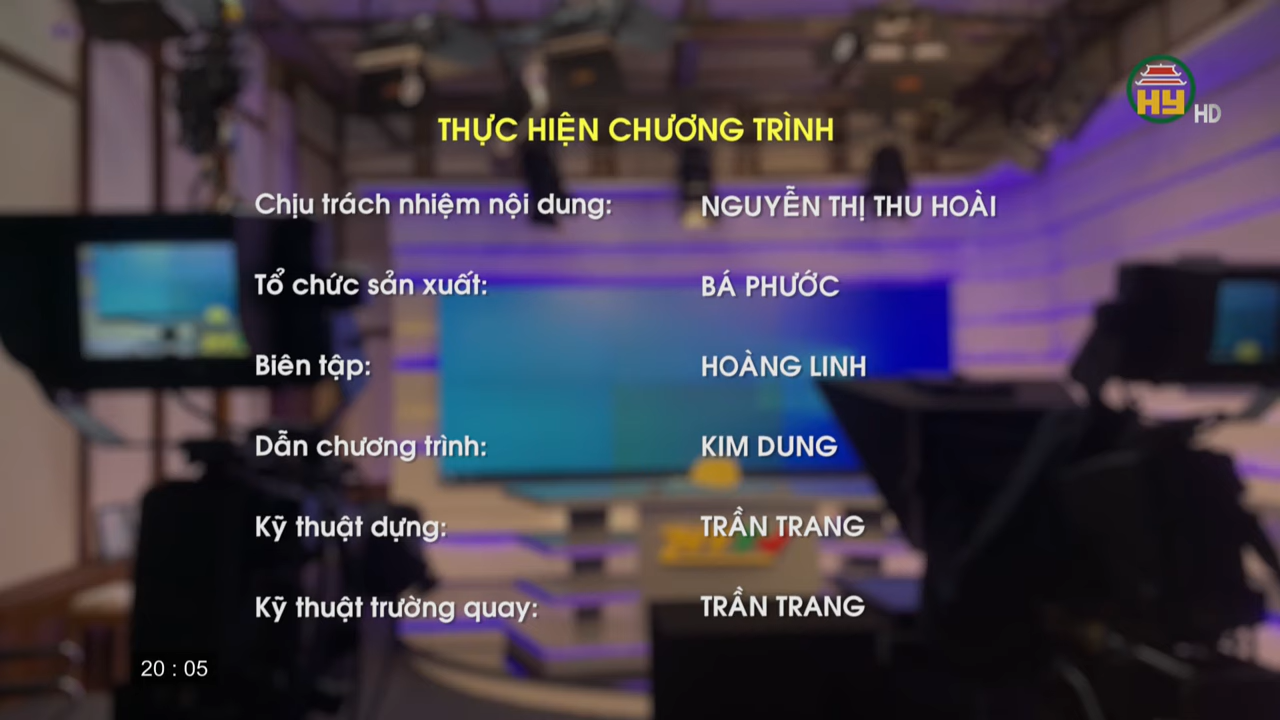 HY HD
THỰC HIỆN CHƯƠNG TRÌNH
Chịu trách nhiệm nội dung: NGUYỄN THỊ THU HOÀI
Tổ chức sản xuất: BÁ PHƯỚC
Biên tập: HOÀNG LINH
Dẫn chương trình: KIM DUNG
Kỹ thuật dựng: TRẦN TRANG
Kỹ thuật trường quay: TRẦN TRANG
20 : 05